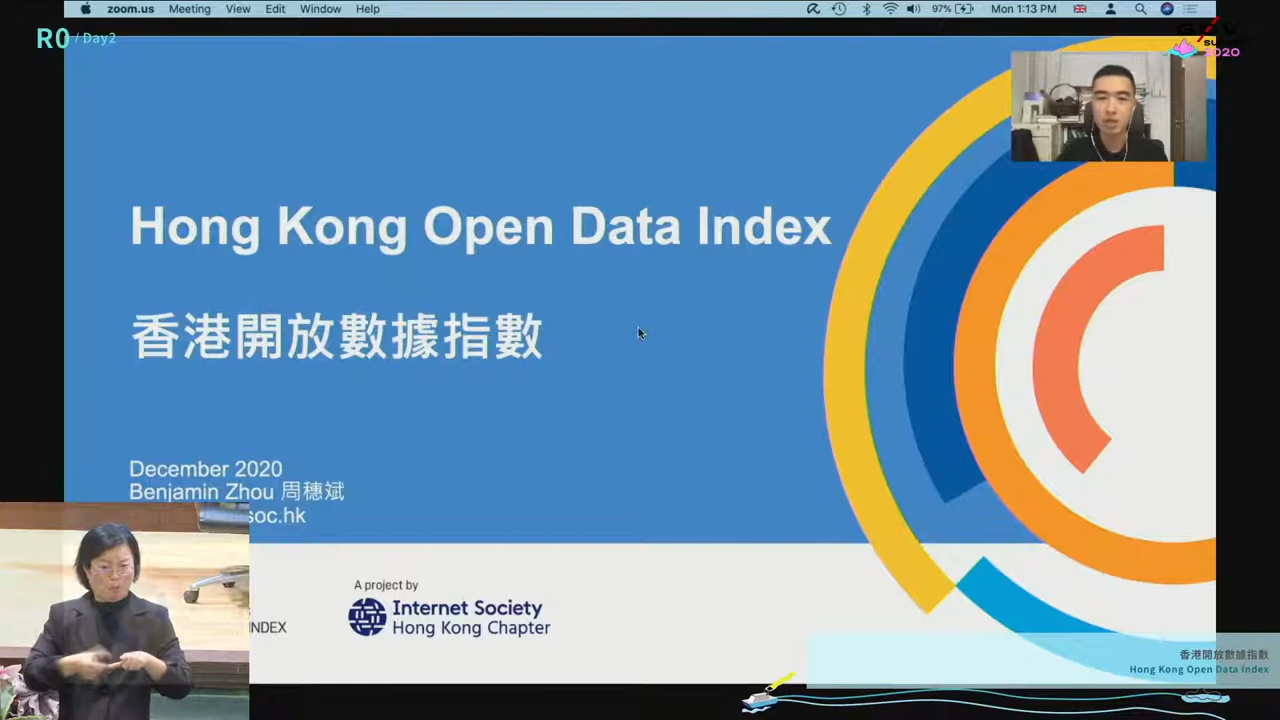 zoom.us Meeting View Edit Window Help 97% Mon 1:13 PM
R0 / Day2
2020
Hong Kong Open Data Index
香港開放數據指數
December 2020
Benjamin Zhou 周穗斌
soc.hk
A project by
Internet Society
Hong Kong Chapter
INDEX
香港開放數據指數
Hong Kong Open Data Index